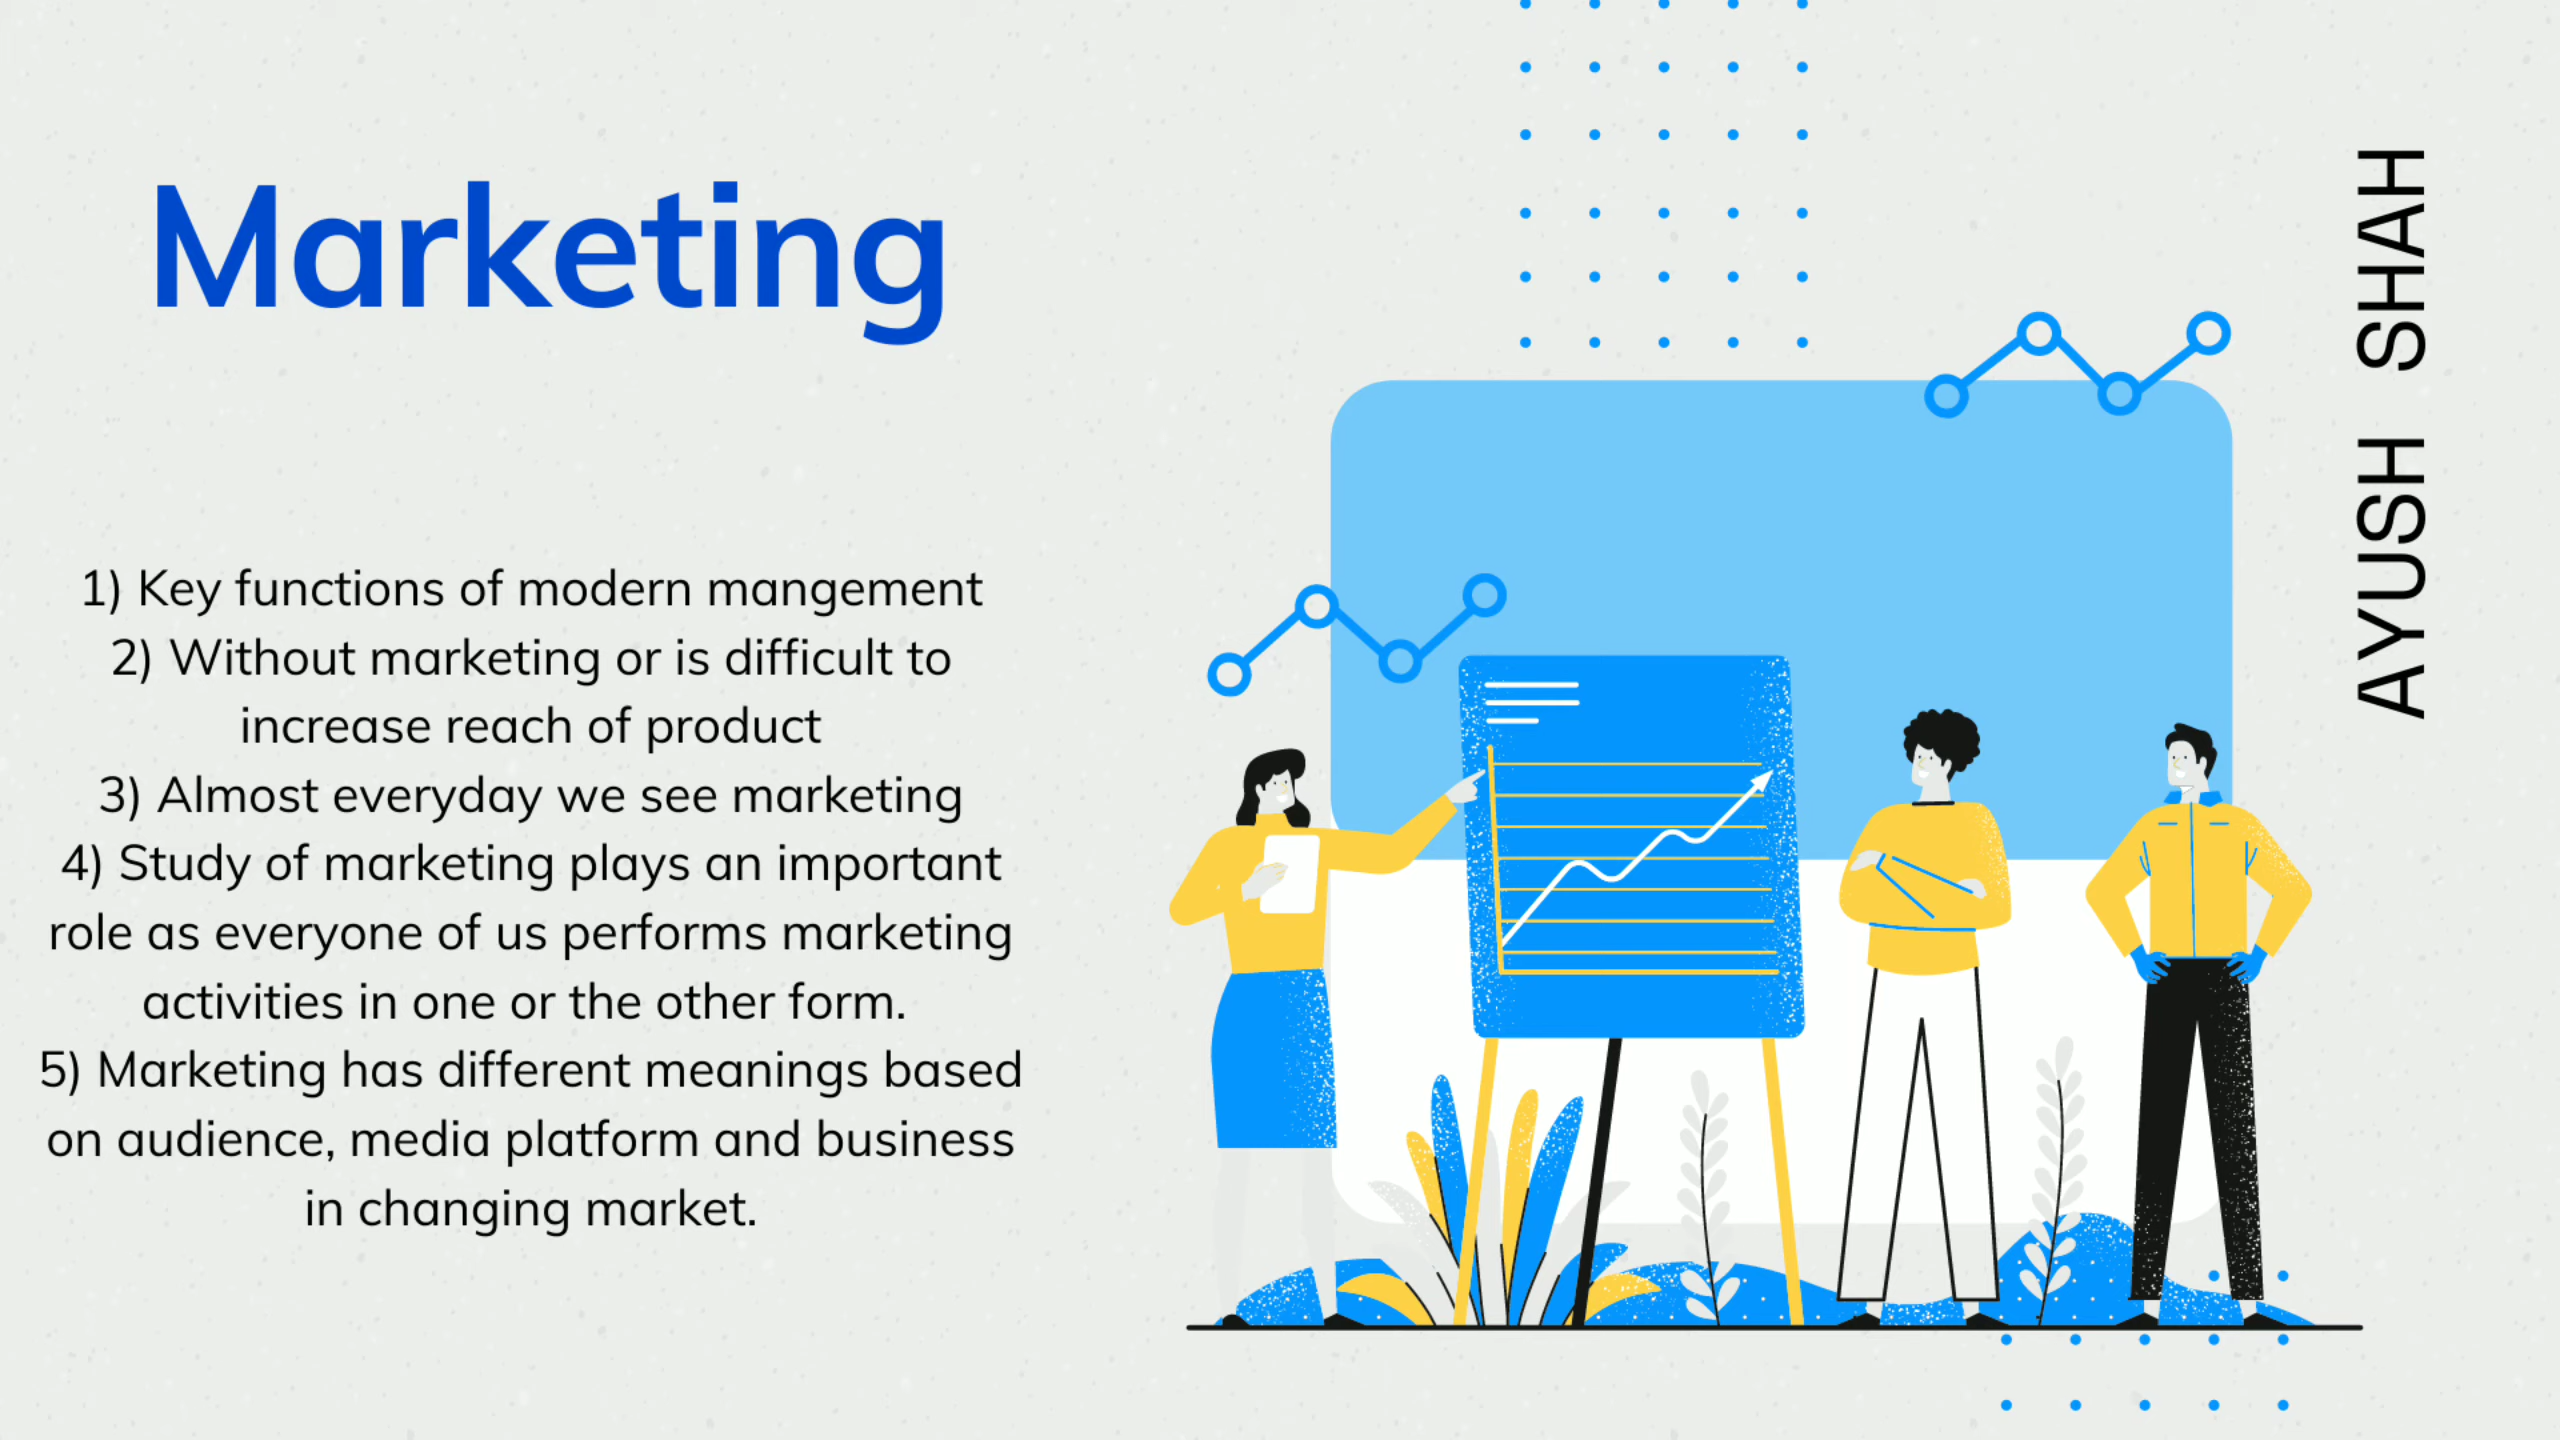 Marketing
1) Key functions of modern mangement
2) Without marketing or is difficult to
increase reach of product
3) Almost everyday we see marketing
4) Study of marketing plays an important
role as everyone of us performs marketing
activities in one or the other form.
5) Marketing has different meanings based
on audience, media platform and business
in changing market.
AYUSH SHAH